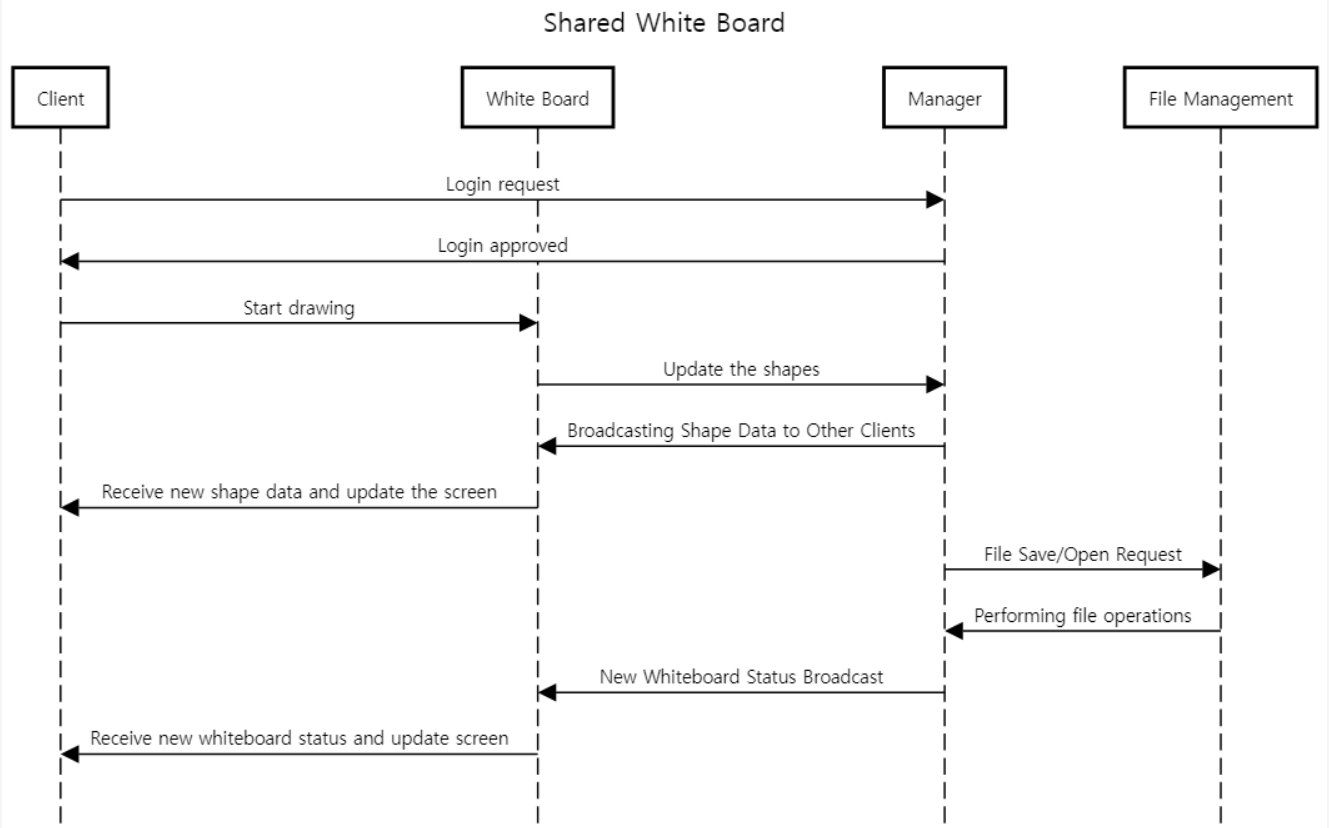 Shared White Board
Client
White Board
Manager
File Management
Login request
Login approved
Start drawing
Update the shapes
Broadcasting Shape Data to Other Clients
Receive new shape data and update the screen
File Save/Open Request
Performing file operations
New Whiteboard Status Broadcast
Receive new whiteboard status and update screen